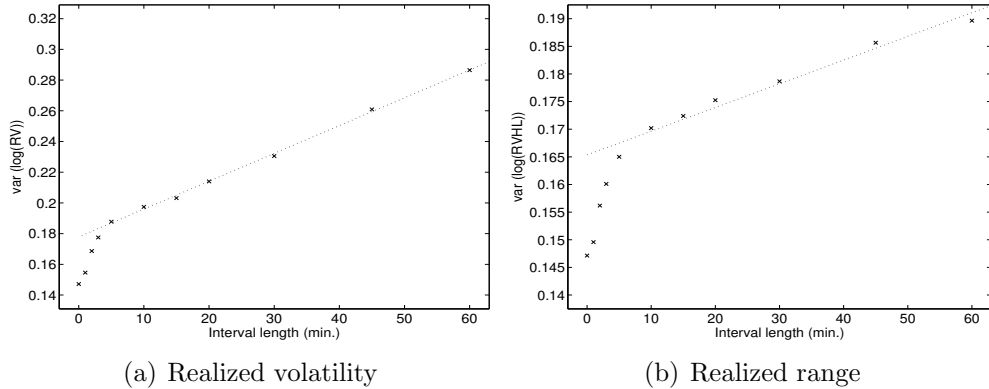 0.32
0.3
0.28
0.26
0.24
0.22
0.2
0.18
0.16
0.14
var (log(RV))
0 10 20 30 40 50 60
Interval length (min.)
(a) Realized volatility
0.19
0.185
0.18
0.175
0.17
0.165
0.16
0.155
0.15
0.145
0.14
var (log(RVHL))
0 10 20 30 40 50 60
Interval length (min.)
(b) Realized range